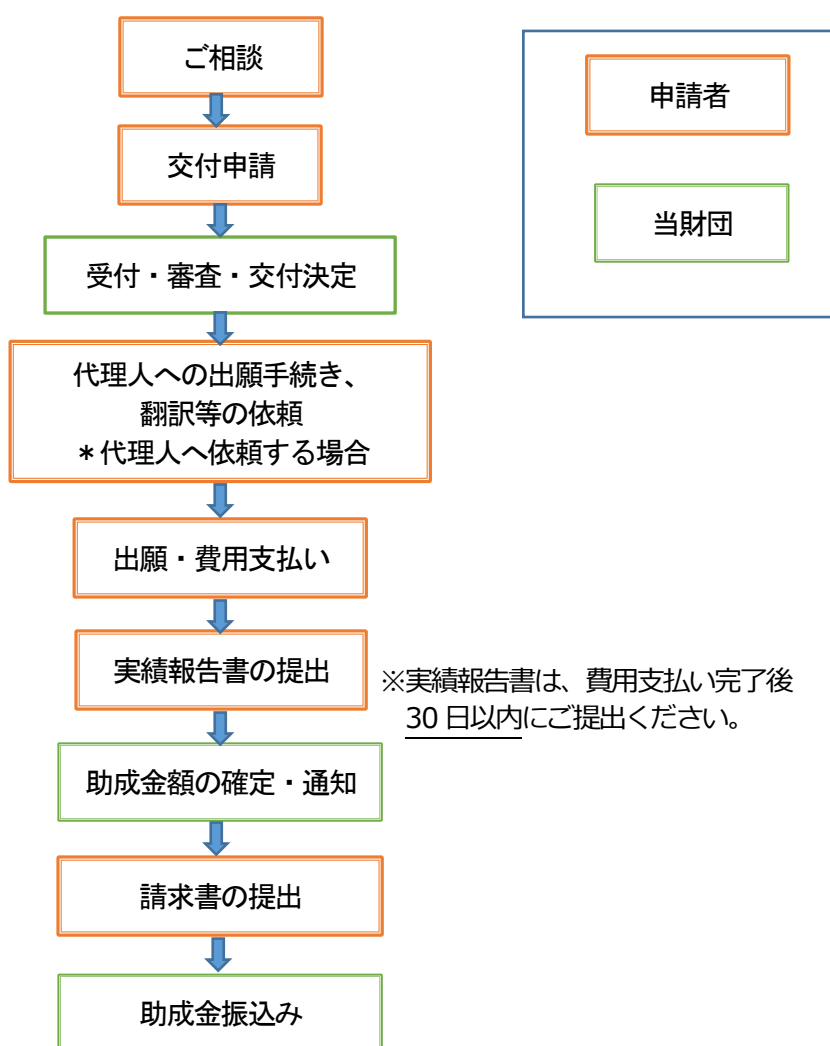 ご相談
交付申請
受付・審査・交付決定
代理人への出願手続き、
翻訳等の依頼
＊代理人へ依頼する場合
出願・費用支払い
実績報告書の提出
※実績報告書は、費用支払い完了後
30 日以内にご提出ください。
助成金額の確定・通知
請求書の提出
助成金振込み
申請者
当財団